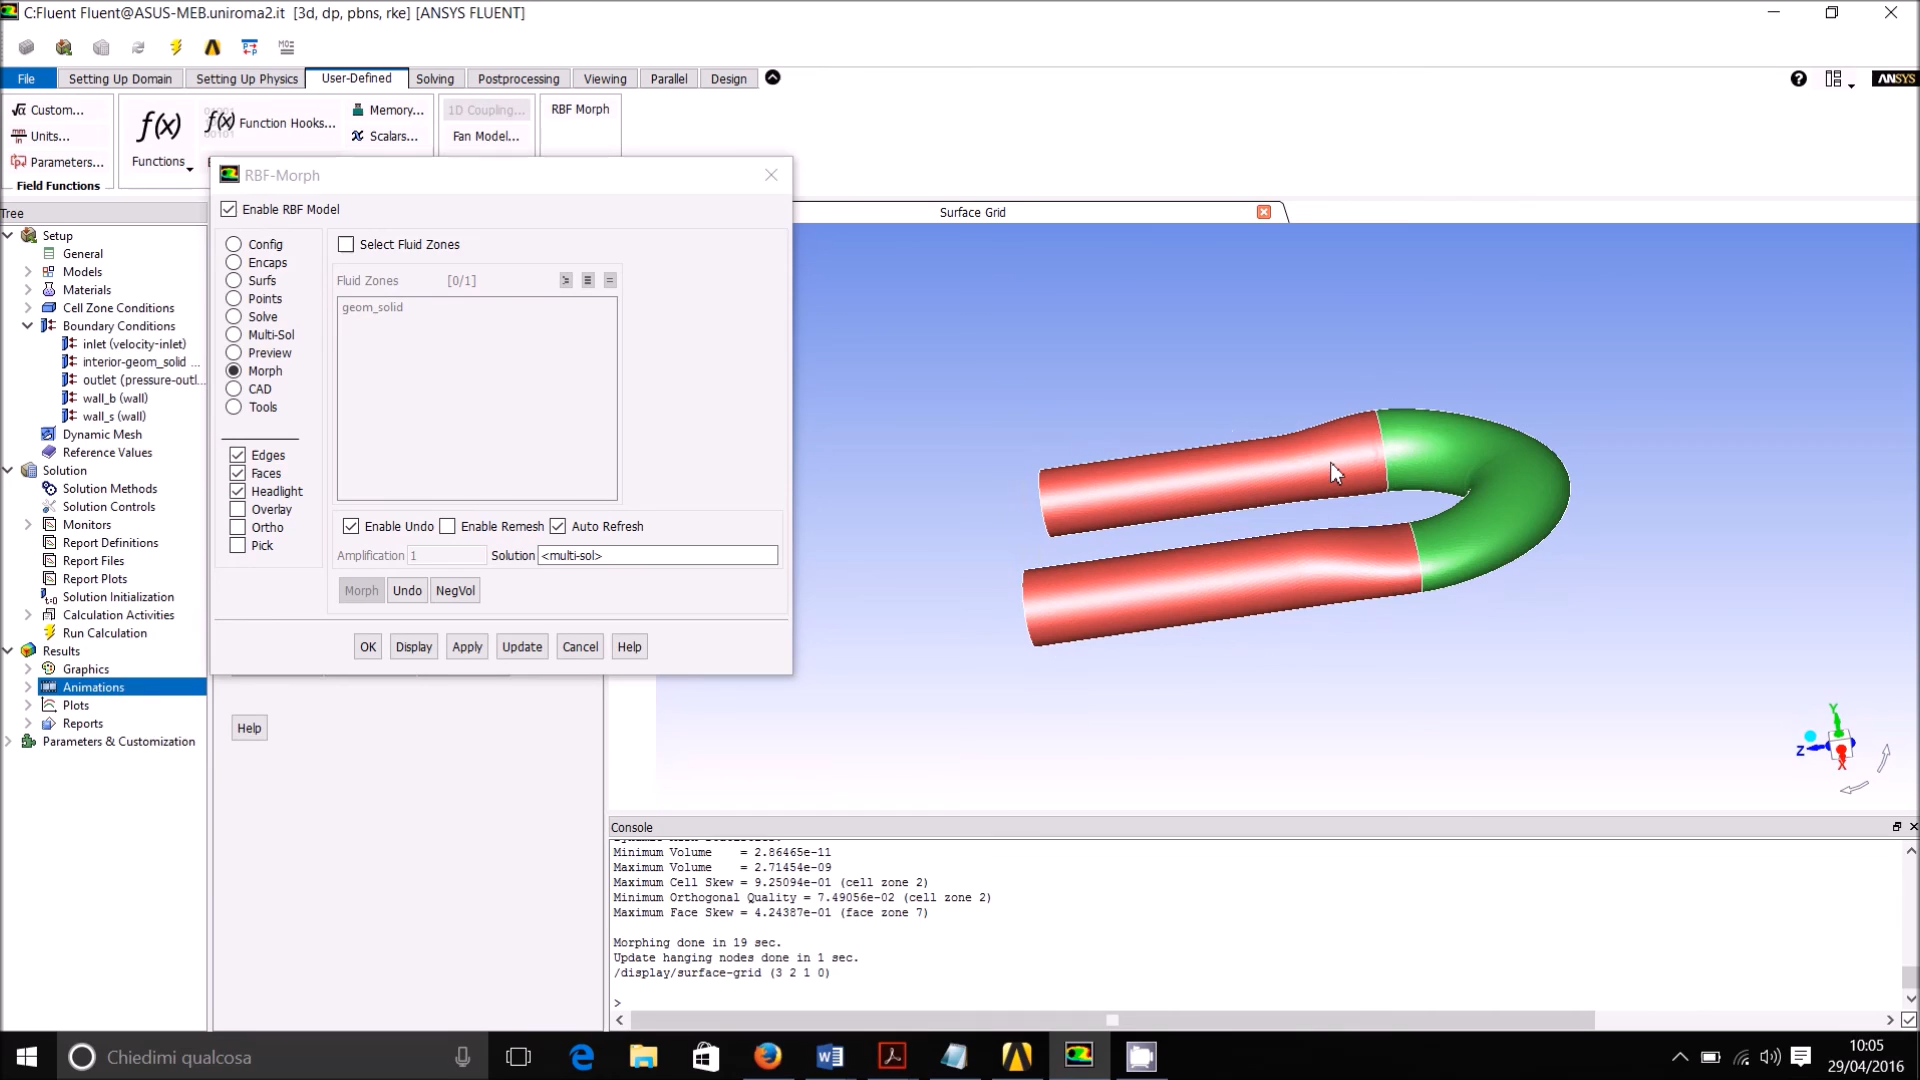 C:Fluent Fluent@ASUS-MEB.uniroma2.it [3d, dp, pbns, rke] [ANSYS FLUENT]
File
Setting Up Domain
Setting Up Physics
User-Defined
Solving
Postprocessing
Viewing
Parallel
Design
ANSYS
Custom...
Units...
Parameters...
Field Functions
f(x)
Functions
f(x) Function Hooks...
Memory...
Scalars...
1D Coupling...
Fan Model...
RBF Morph
Tree
Setup
General
Models
Materials
Cell Zone Conditions
Boundary Conditions
inlet (velocity-inlet)
interior-geom_solid ...
outlet (pressure-outl...
wall_b (wall)
wall_s (wall)
Dynamic Mesh
Reference Values
Solution
Solution Methods
Solution Controls
Monitors
Report Definitions
Report Files
Report Plots
Solution Initialization
Calculation Activities
Run Calculation
Results
Graphics
Animations
Plots
Reports
Parameters & Customization
RBF-Morph
Enable RBF Model
Config
Encaps
Surfs
Points
Solve
Multi-Sol
Preview
Morph
CAD
Tools
Edges
Faces
Headlight
Overlay
Ortho
Pick
Select Fluid Zones
Fluid Zones [0/1]
geom_solid
Enable Undo Enable Remesh Auto Refresh
Amplification 1 Solution <multi-sol>
Morph Undo NegVol
OK Display Apply Update Cancel Help
Help
Surface Grid
Y
Z
X
Console
Minimum Volume = 2.86465e-11
Maximum Volume = 2.71454e-09
Maximum Cell Skew = 9.25094e-01 (cell zone 2)
Minimum Orthogonal Quality = 7.49056e-02 (cell zone 2)
Maximum Face Skew = 4.24387e-01 (face zone 7)
Morphing done in 19 sec.
Update hanging nodes done in 1 sec.
/display/surface-grid (3 2 1 0)
>
Chiedimi qualcosa
10:05
29/04/2016